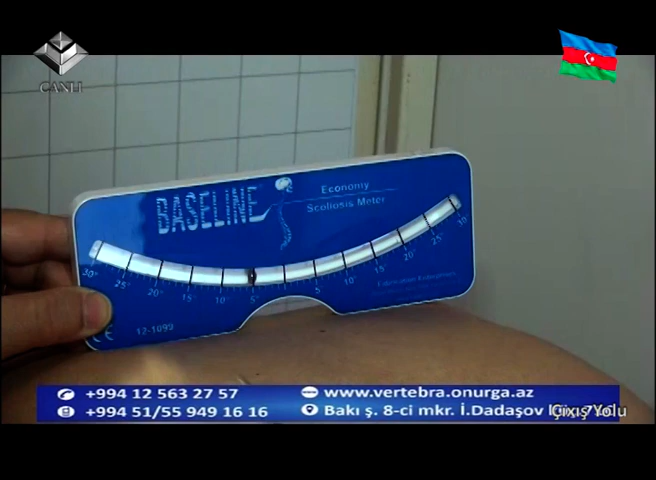 CANLI
BASELINE
Economy
Scoliosis Meter
30° 25° 20° 15° 10° 5° 5° 10° 15° 20° 25° 30°
12-1099
CE
+994 12 563 27 57
www.vertebra.onurga.az
+994 51/55 949 16 16
Bakı ş. 8-ci mkr. İ.Dadaşov
Çıxış Yolu